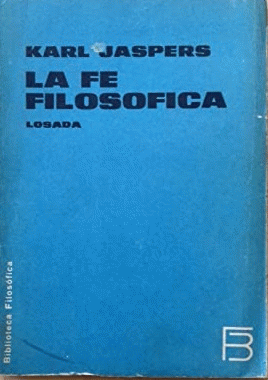 KARL JASPERS
LA FE
FILOSOFICA
LOSADA
Biblioteca Filosófica